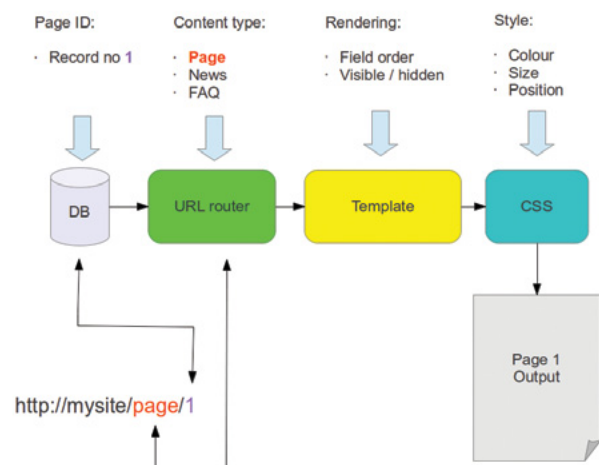 Page ID:
· Record no 1
Content type:
· Page
· News
· FAQ
Rendering:
· Field order
· Visible / hidden
Style:
· Colour
· Size
· Position
DB
URL router
Template
CSS
Page 1
Output
http://mysite/page/1